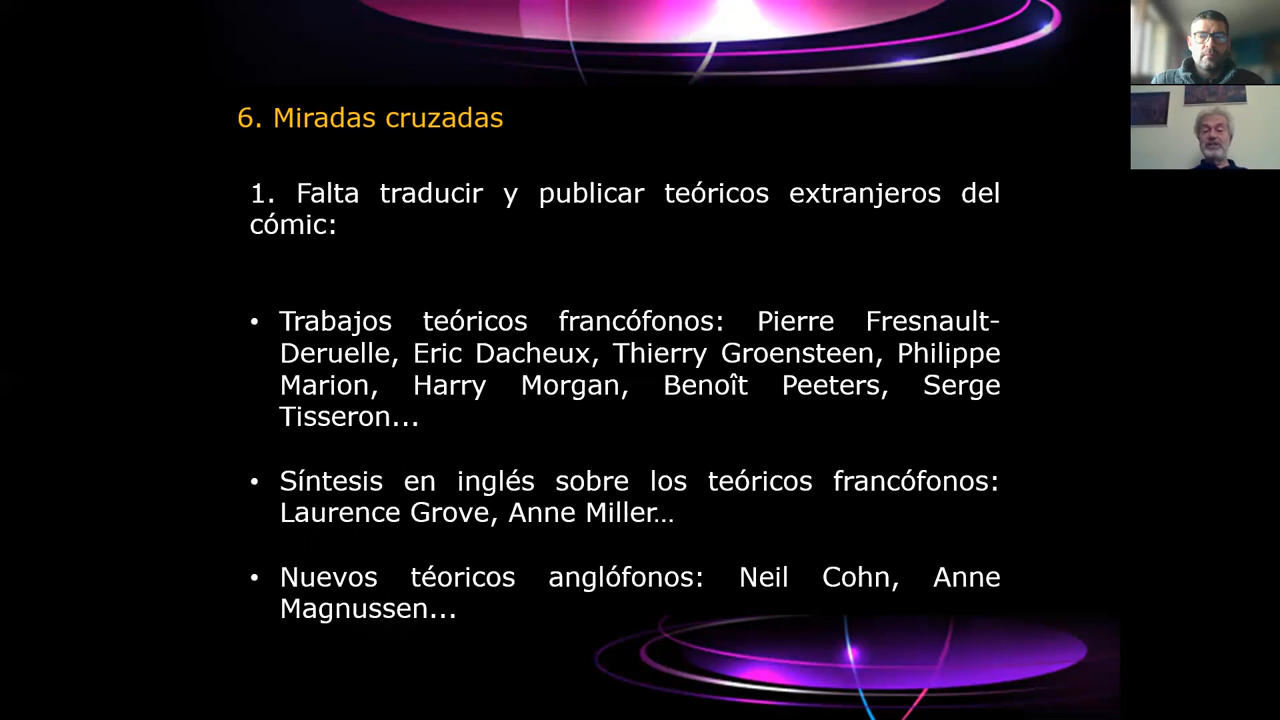 6. Miradas cruzadas
1. Falta traducir y publicar teóricos extranjeros del
cómic:
• Trabajos teóricos francófonos: Pierre Fresnault-
Deruelle, Eric Dacheux, Thierry Groensteen, Philippe
Marion, Harry Morgan, Benoît Peeters, Serge
Tisseron...
• Síntesis en inglés sobre los teóricos francófonos:
Laurence Grove, Anne Miller...
• Nuevos téoricos anglófonos: Neil Cohn, Anne
Magnussen...